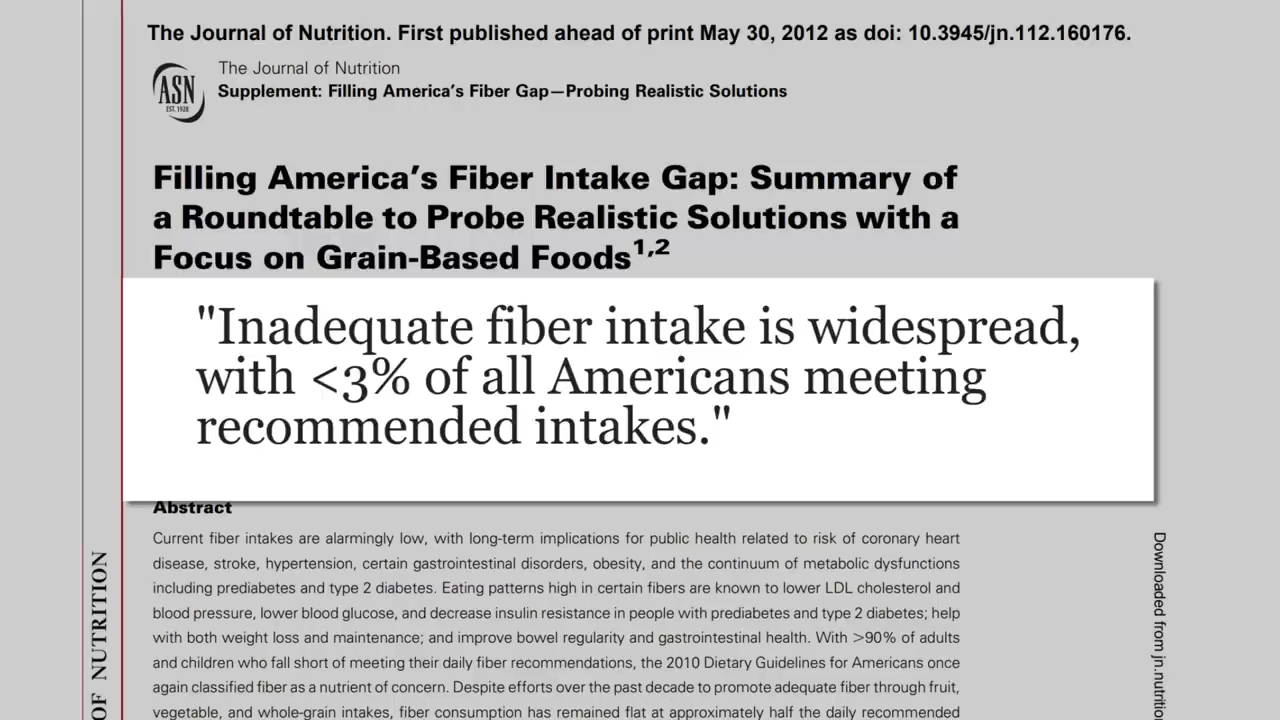 The Journal of Nutrition. First published ahead of print May 30, 2012 as doi: 10.3945/jn.112.160176.
ASN
EST. 1928
The Journal of Nutrition
Supplement: Filling America's Fiber Gap—Probing Realistic Solutions
Filling America's Fiber Intake Gap: Summary of
a Roundtable to Probe Realistic Solutions with a
Focus on Grain-Based Foods1,2
"Inadequate fiber intake is widespread,
with <3% of all Americans meeting
recommended intakes."
Abstract
Current fiber intakes are alarmingly low, with long-term implications for public health related to risk of coronary heart
disease, stroke, hypertension, certain gastrointestinal disorders, obesity, and the continuum of metabolic dysfunctions
including prediabetes and type 2 diabetes. Eating patterns high in certain fibers are known to lower LDL cholesterol and
blood pressure, lower blood glucose, and decrease insulin resistance in people with prediabetes and type 2 diabetes; help
with both weight loss and maintenance; and improve bowel regularity and gastrointestinal health. With >90% of adults
and children who fall short of meeting their daily fiber recommendations, the 2010 Dietary Guidelines for Americans once
again classified fiber as a nutrient of concern. Despite efforts over the past decade to promote adequate fiber through fruit,
vegetable, and whole-grain intakes, fiber consumption has remained flat at approximately half the daily recommended
OF NUTRITION
Downloaded from jn.nutritio